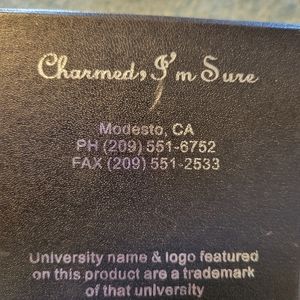 Charmed, I'm Sure
Modesto, CA
PH (209) 551-6752
FAX (209) 551-2533
University name & logo featured
on this product are a trademark
of that university